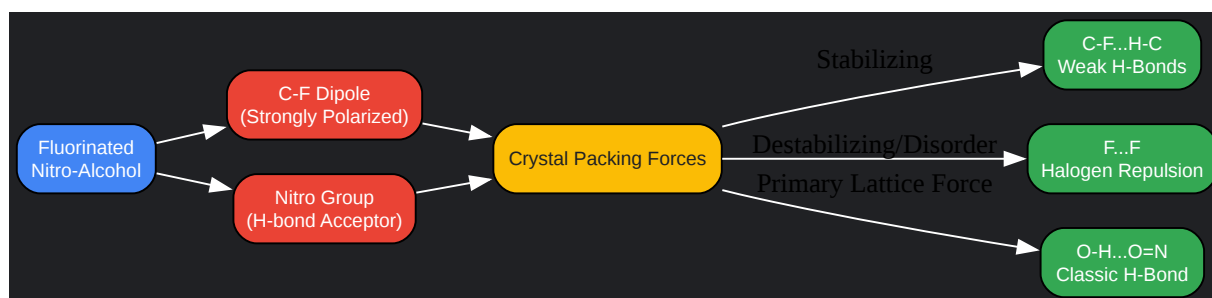 Fluorinated
Nitro-Alcohol
C-F Dipole
(Strongly Polarized)
Nitro Group
(H-bond Acceptor)
Crystal Packing Forces
Stabilizing
Destabilizing/Disorder
Primary Lattice Force
C-F...H-C
Weak H-Bonds
F...F
Halogen Repulsion
O-H...O=N
Classic H-Bond